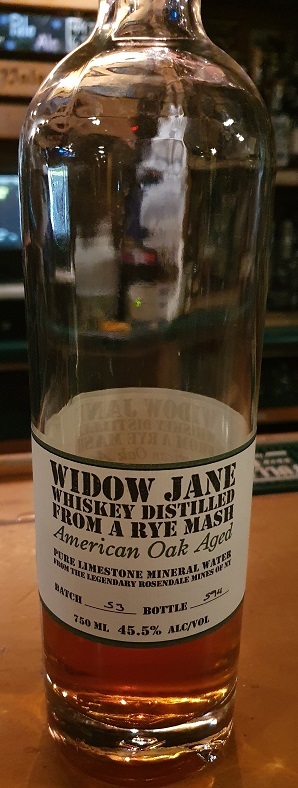 WIDOW JANE
WHISKEY DISTILLED
FROM A RYE MASH
American Oak Aged
PURE LIMESTONE MINERAL WATER
FROM THE LEGENDARY ROSENDALE MINES OF NY
BATCH 53 BOTTLE 594
750 ML 45.5% ALC/VOL